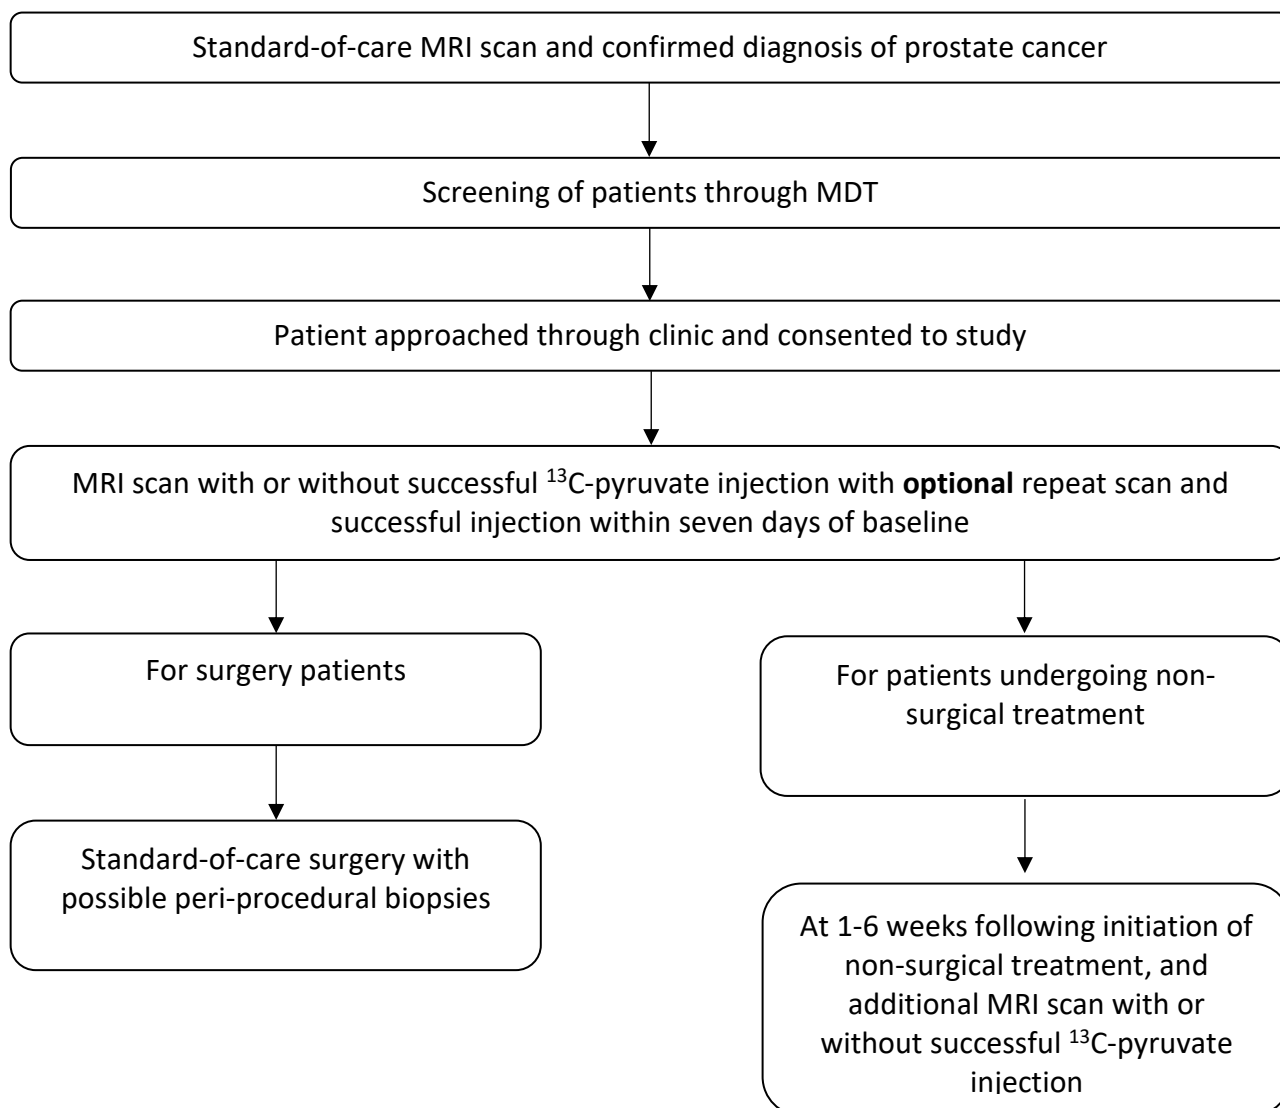 Standard-of-care MRI scan and confirmed diagnosis of prostate cancer
Screening of patients through MDT
Patient approached through clinic and consented to study
MRI scan with or without successful ¹³C-pyruvate injection with optional repeat scan and
successful injection within seven days of baseline
For surgery patients
For patients undergoing non-
surgical treatment
Standard-of-care surgery with
possible peri-procedural biopsies
At 1-6 weeks following initiation of
non-surgical treatment, and
additional MRI scan with or
without successful ¹³C-pyruvate
injection